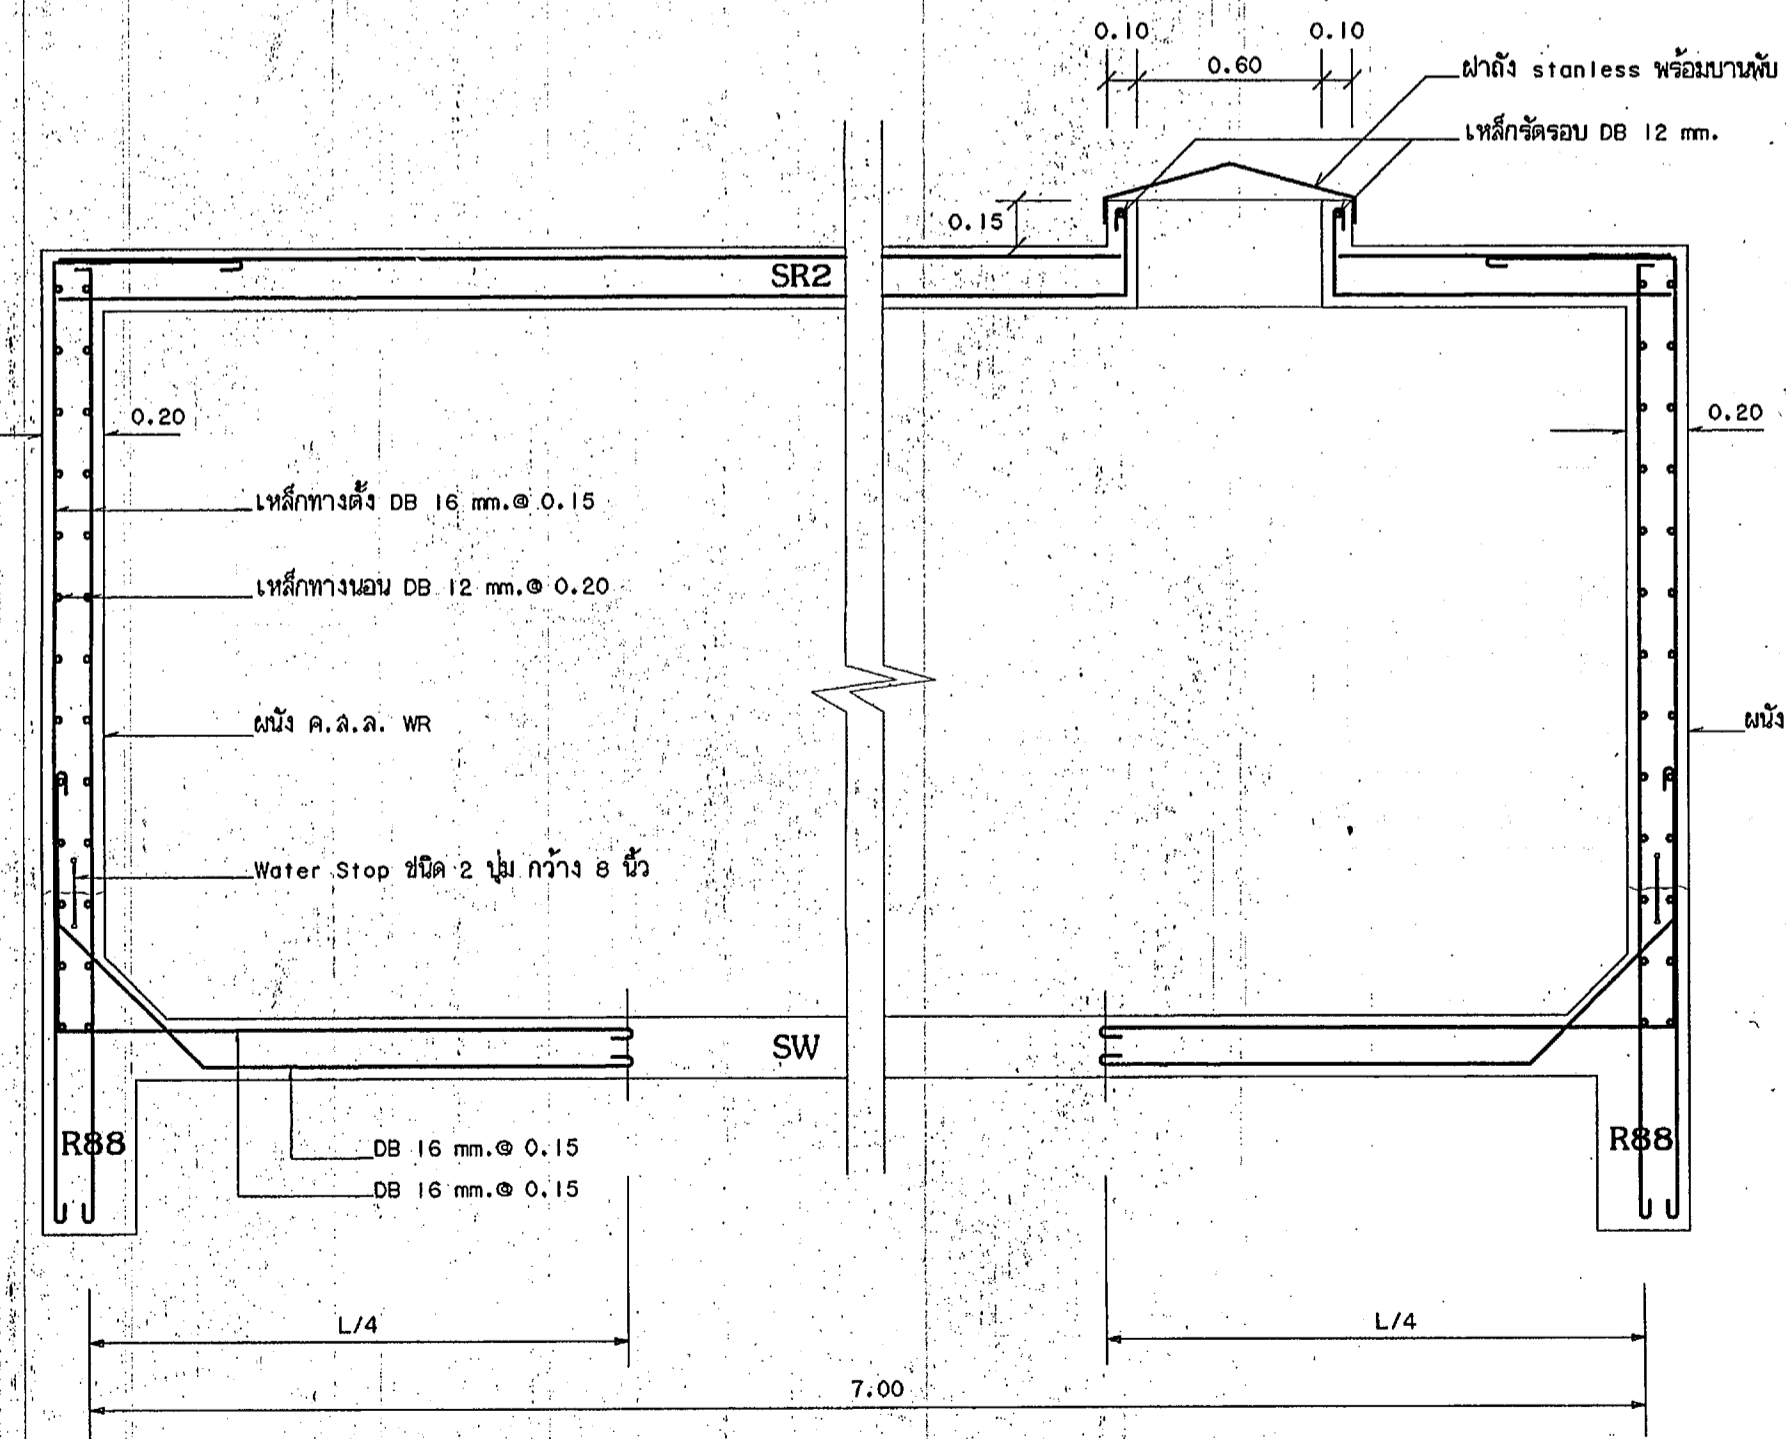 0.10
0.10
0.60
ฝาถัง stanless พร้อมบานพับ
เหล็กรัดรอบ DB 12 mm.
0.15
SR2
0.20
0.20
เหล็กทางตั้ง DB 16 mm.@ 0.15
เหล็กทางนอน DB 12 mm.@ 0.20
ผนัง ค.ส.ล. WR
ผนัง
Water Stop ชนิด 2 ปุ่ม กว้าง 8 นิ้ว
SW
R88
R88
DB 16 mm.@ 0.15
DB 16 mm.@ 0.15
L/4
L/4
7.00